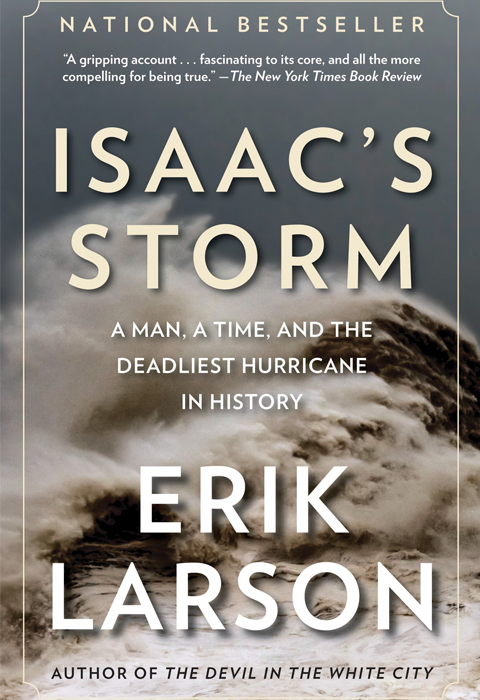 NATIONAL BESTSELLER
“A gripping account . . . fascinating to its core, and all the more
compelling for being true.” —The New York Times Book Review
ISAAC’S
STORM
A MAN, A TIME, AND THE
DEADLIEST HURRICANE
IN HISTORY
ERIK
LARSON
AUTHOR OF THE DEVIL IN THE WHITE CITY